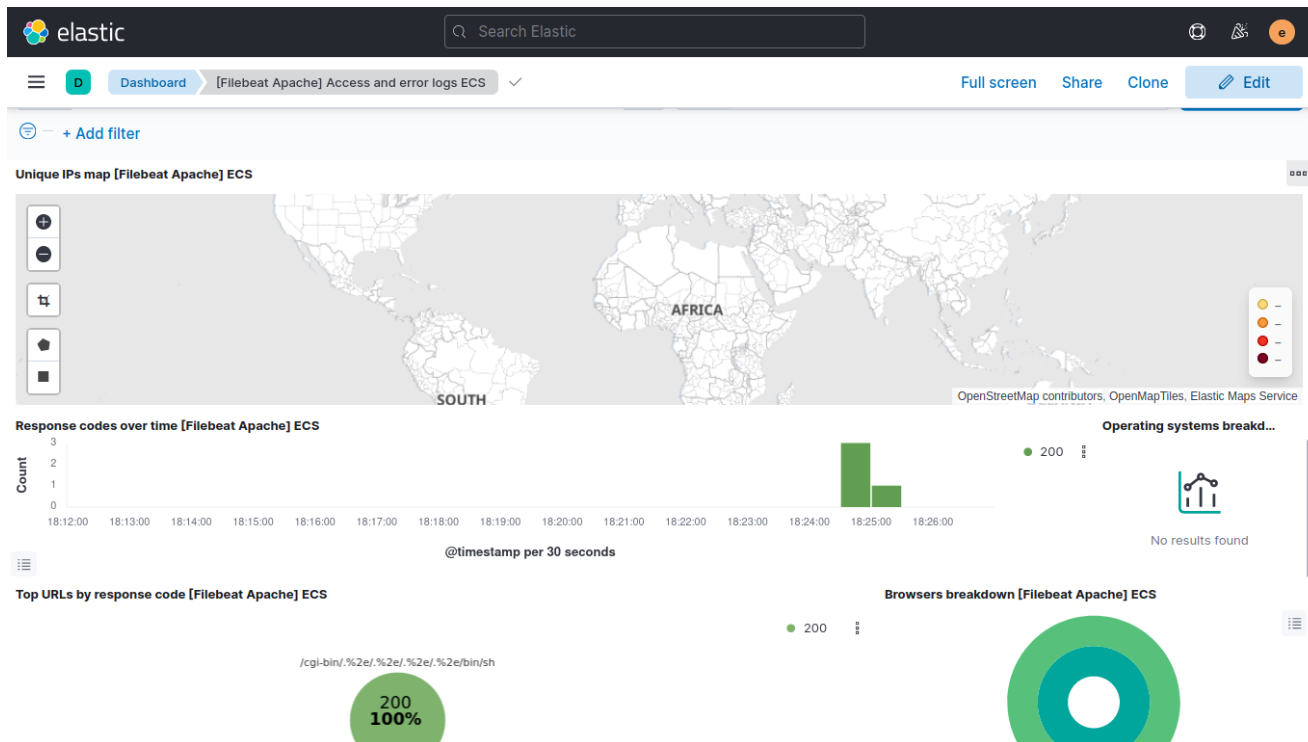 elastic
Search Elastic
e
D
Dashboard
[Filebeat Apache] Access and error logs ECS
Full screen
Share
Clone
Edit
+ Add filter
Unique IPs map [Filebeat Apache] ECS
AFRICA
SOUTH
–
–
–
–
OpenStreetMap contributors, OpenMapTiles, Elastic Maps Service
Response codes over time [Filebeat Apache] ECS
Count
3
2
1
0
18:12:00 18:13:00 18:14:00 18:15:00 18:16:00 18:17:00 18:18:00 18:19:00 18:20:00 18:21:00 18:22:00 18:23:00 18:24:00 18:25:00 18:26:00
@timestamp per 30 seconds
200
Operating systems breakd...
No results found
Top URLs by response code [Filebeat Apache] ECS
200
/cgi-bin/.%2e/.%2e/.%2e/.%2e/bin/sh
200
100%
Browsers breakdown [Filebeat Apache] ECS